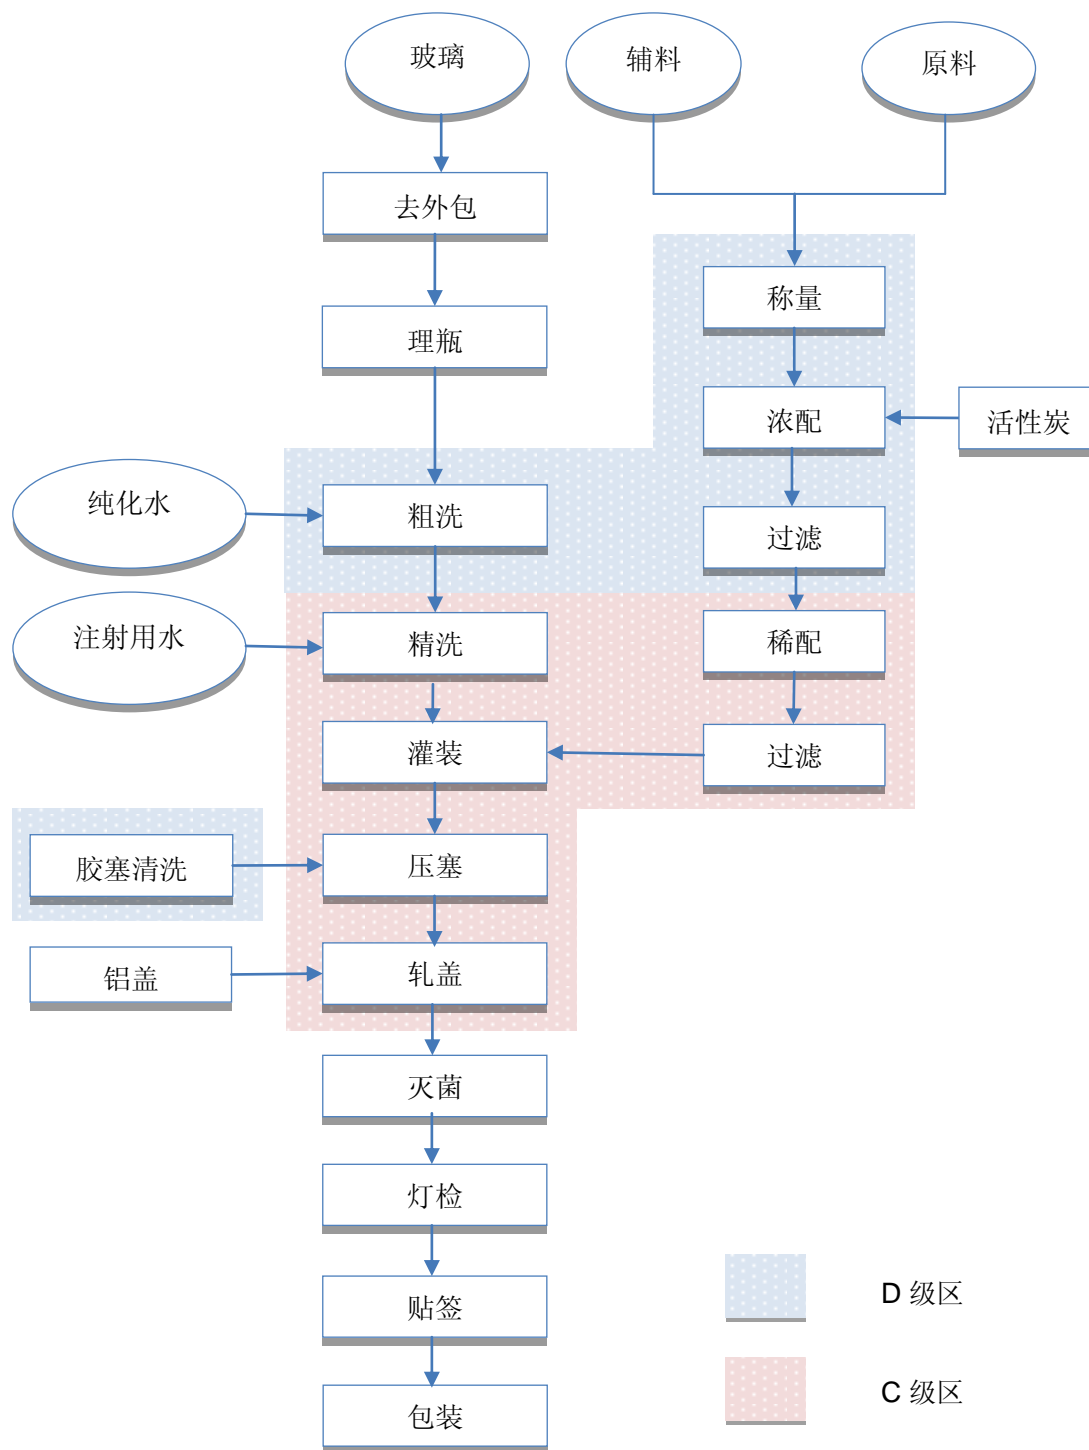 玻璃
辅料
原料
去外包
称量
理瓶
浓配
活性炭
纯化水
粗洗
过滤
注射用水
精洗
稀配
灌装
过滤
胶塞清洗
压塞
铝盖
轧盖
灭菌
灯检
贴签
D 级区
包装
C 级区